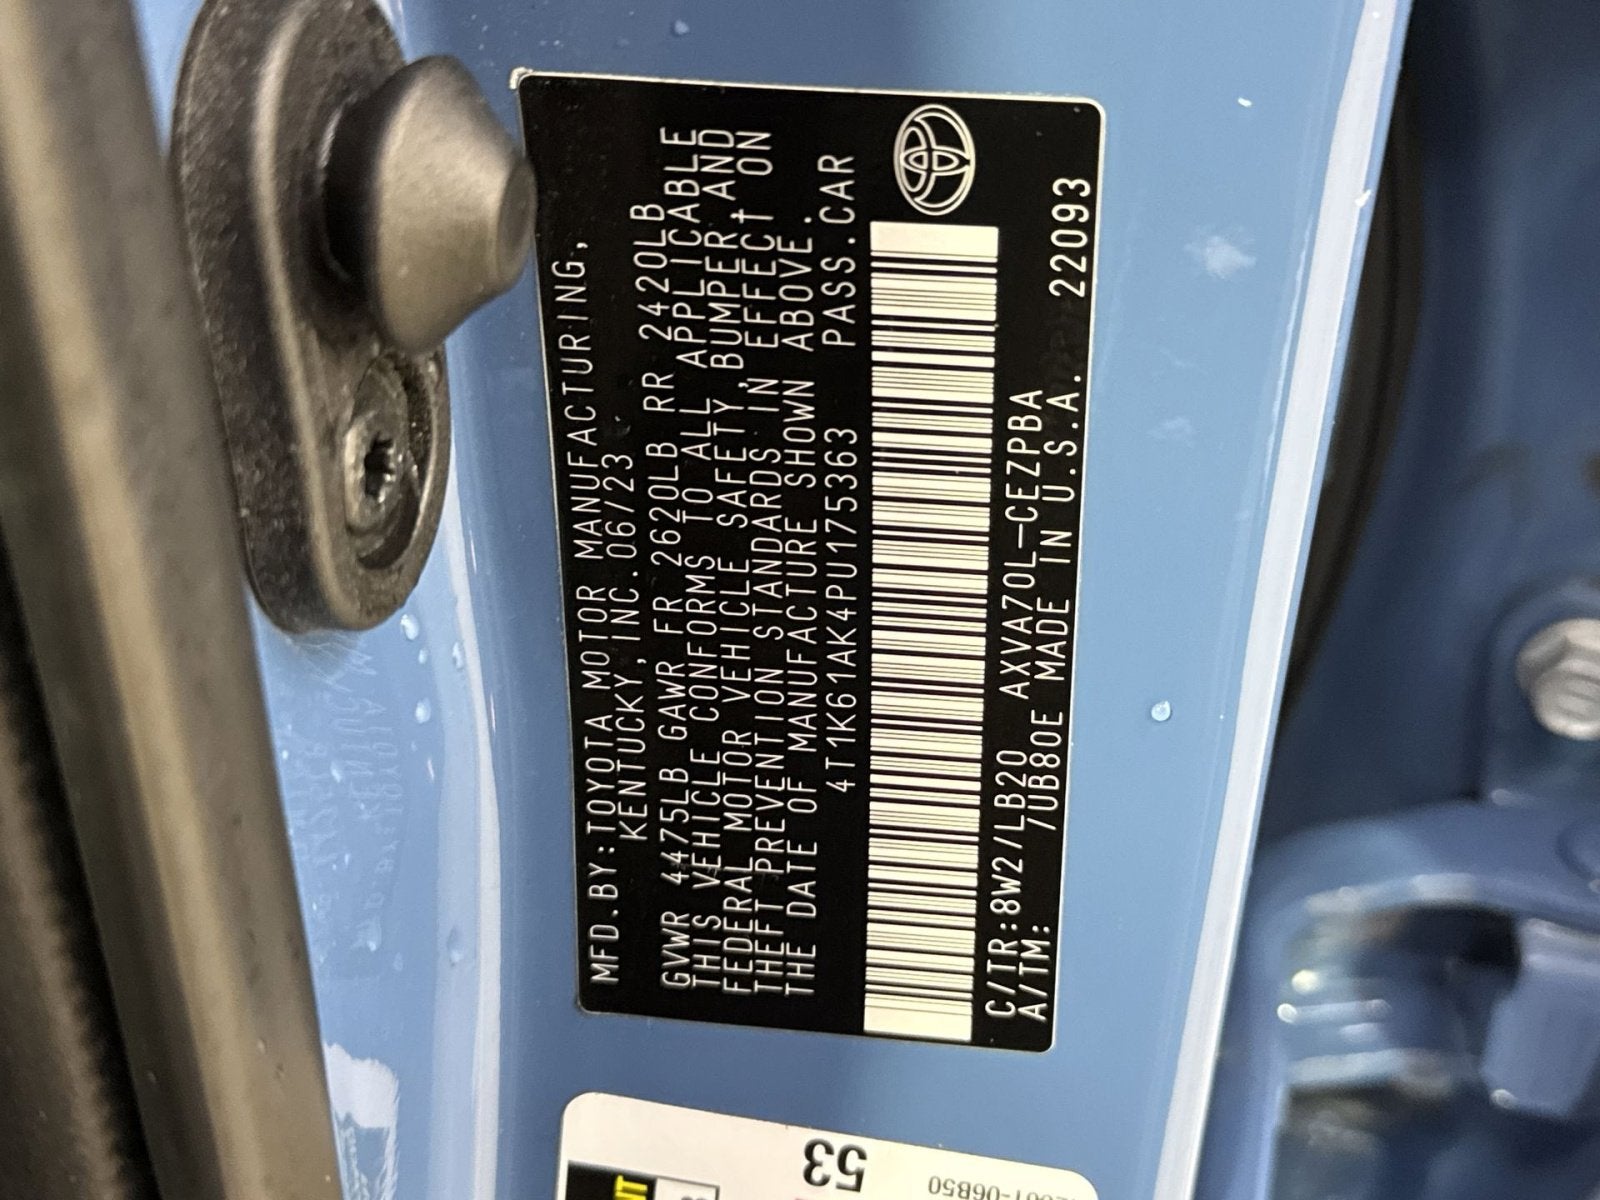 MFD.BY:TOYOTA MOTOR MANUFACTURING,
KENTUCKY,INC.06/23
GVWR 4475LB GAWR FR 2620LB RR 2420LB
THIS VEHICLE CONFORMS TO ALL APPLICABLE
FEDERAL MOTOR VEHICLE SAFETY, BUMPER, AND
THEFT PREVENTION STANDARDS IN EFFECT ON
THE DATE OF MANUFACTURE SHOWN ABOVE.
4T1K61AK4PU175363 PASS.CAR
C/TR:8W2/LB20 AXVA70L-CEZPBA
A/TM: /UB80E MADE IN U.S.A. 22093
53